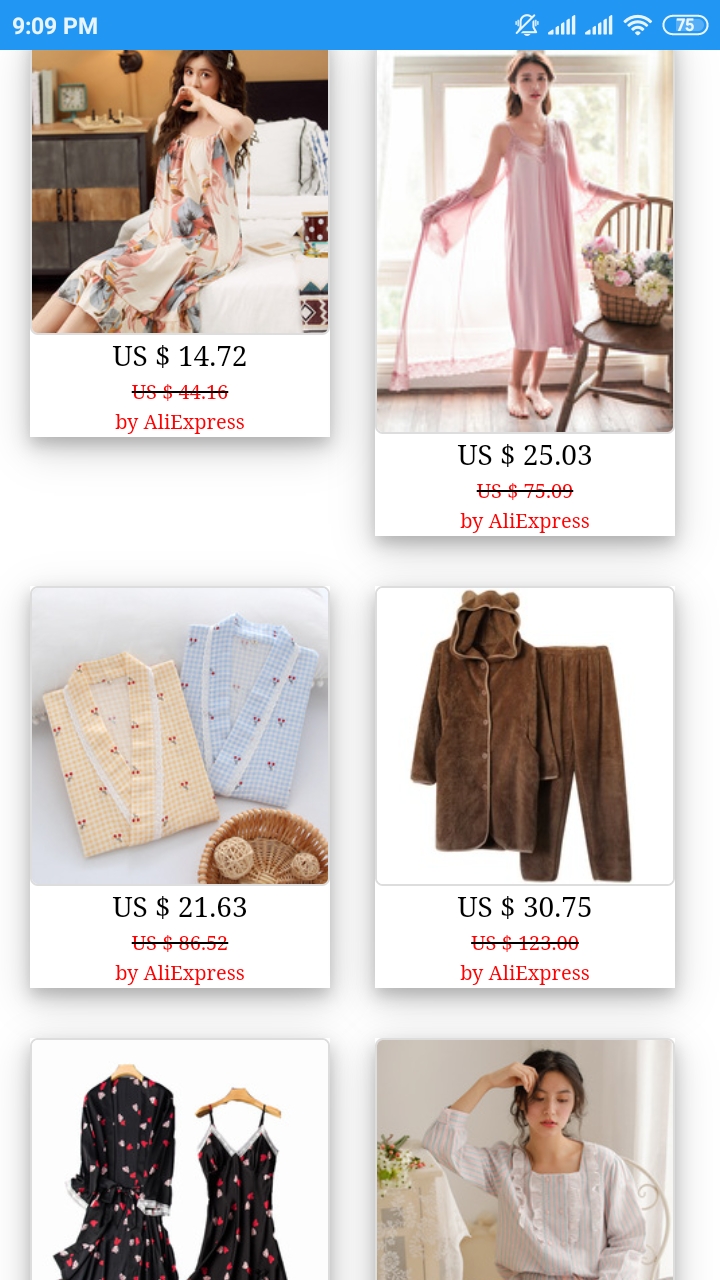 9:09 PM
75
US $ 14.72
US $ 44.16
by AliExpress
US $ 25.03
US $ 75.09
by AliExpress
US $ 21.63
US $ 86.52
by AliExpress
US $ 30.75
US $ 123.00
by AliExpress